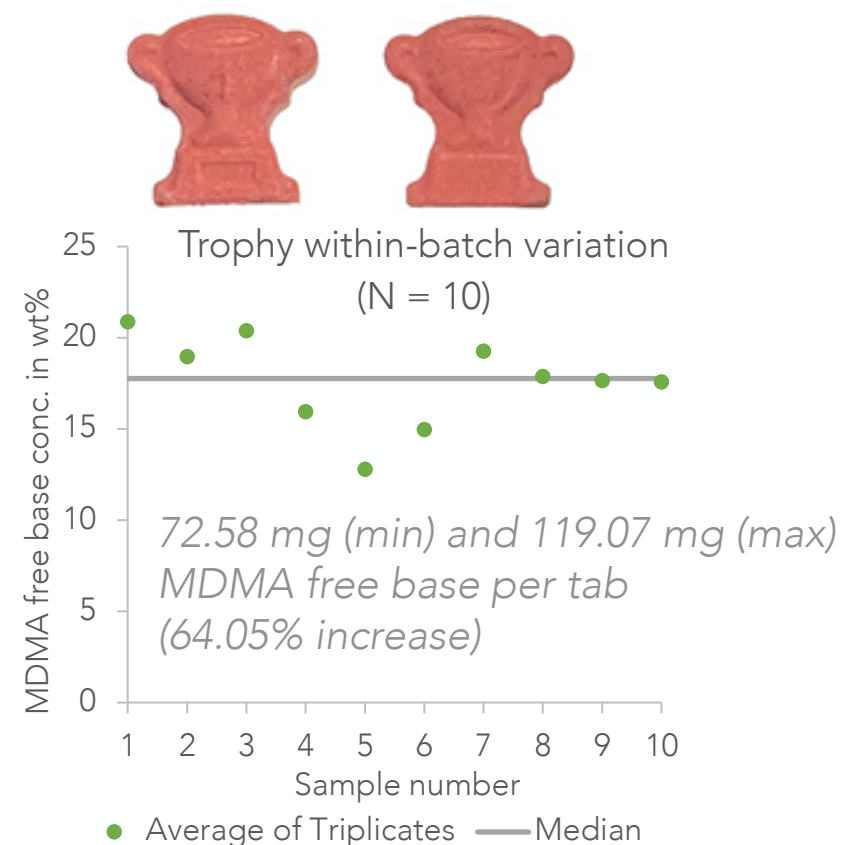 Trophy within-batch variation
(N = 10)
MDMA free base conc. in wt%
25
20
15
10
5
0
72.58 mg (min) and 119.07 mg (max)
MDMA free base per tab
(64.05% increase)
1 2 3 4 5 6 7 8 9 10
Sample number
Average of Triplicates Median